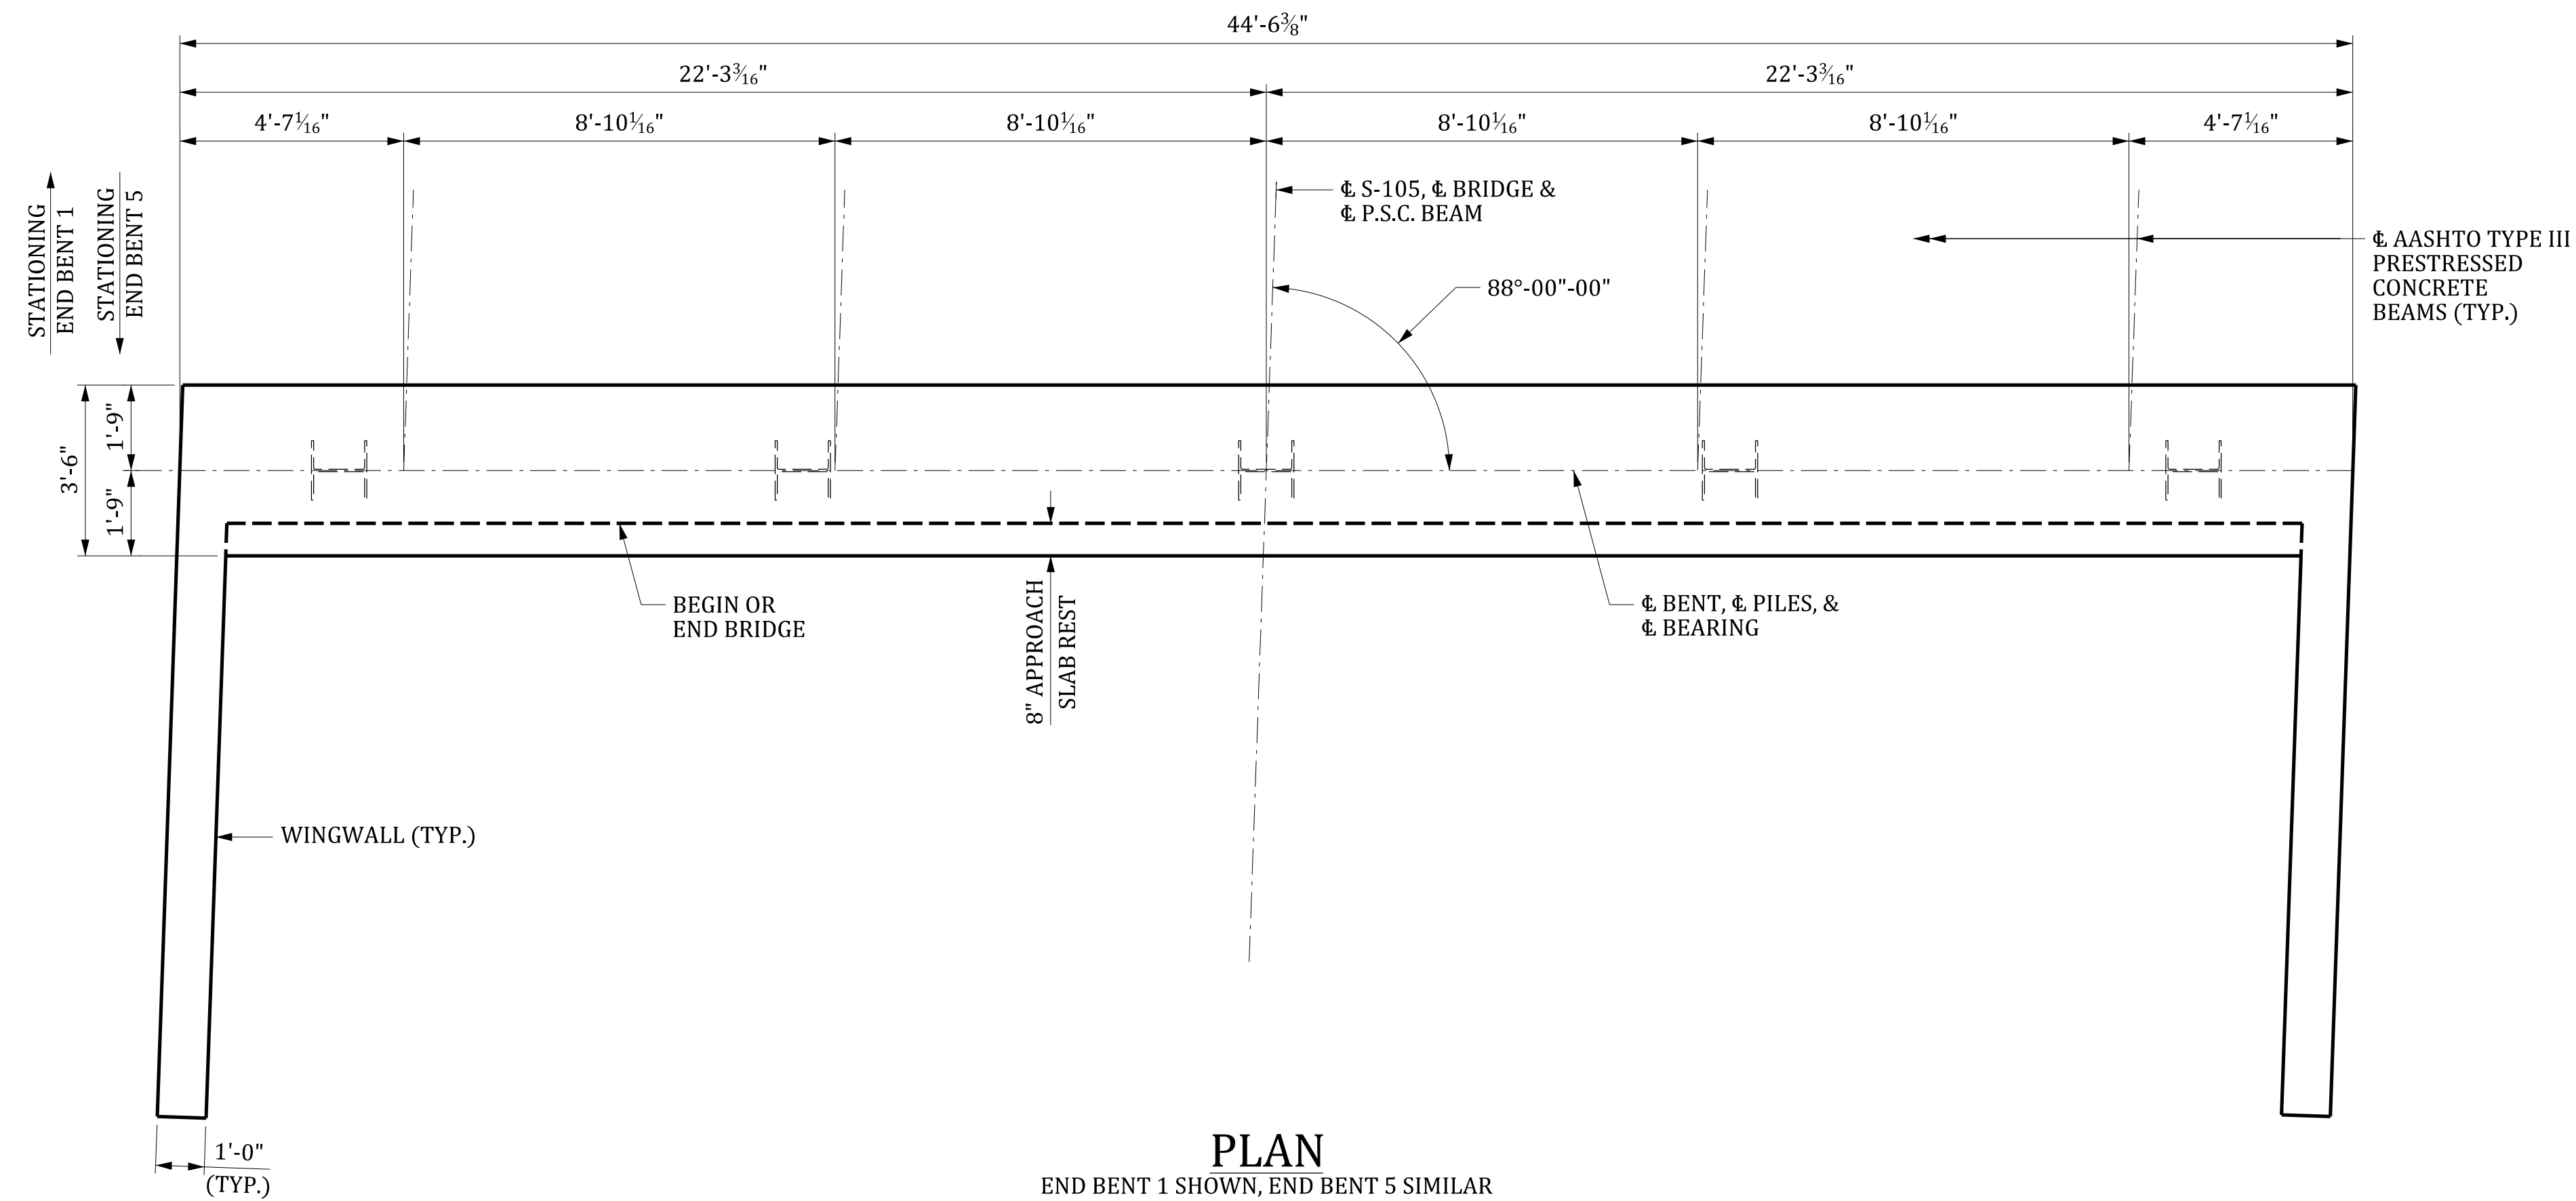 44'-6⅜"
22'-3³⁄₁₆"
22'-3³⁄₁₆"
4'-7¹⁄₁₆"
8'-10¹⁄₁₆"
8'-10¹⁄₁₆"
8'-10¹⁄₁₆"
8'-10¹⁄₁₆"
4'-7¹⁄₁₆"
STATIONING
END BENT 1
STATIONING
END BENT 5
℄ S-105, ℄ BRIDGE &
℄ P.S.C. BEAM
℄ AASHTO TYPE III
PRESTRESSED
CONCRETE
BEAMS (TYP.)
88°-00"-00"
3'-6"
1'-9"
1'-9"
BEGIN OR
END BRIDGE
8" APPROACH
SLAB REST
℄ BENT, ℄ PILES, &
℄ BEARING
WINGWALL (TYP.)
1'-0"
(TYP.)
PLAN
END BENT 1 SHOWN, END BENT 5 SIMILAR